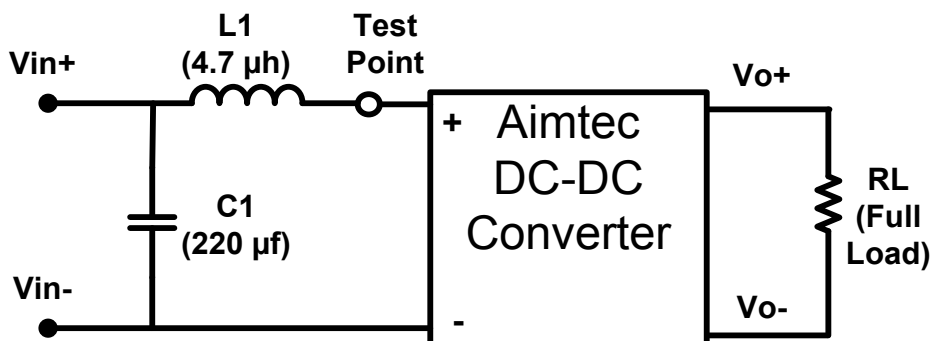 L1
(4.7 µh)
Test
Point
Vin+
Vo+
+
Aimtec
DC-DC
Converter
C1
(220 µf)
RL
(Full
Load)
Vin-
-
Vo-